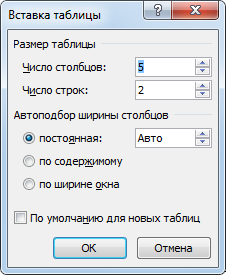 Вставка таблицы
Размер таблицы
Число столбцов: 5
Число строк: 2
Автоподбор ширины столбцов
постоянная: Авто
по содержимому
по ширине окна
По умолчанию для новых таблиц
ОК Отмена